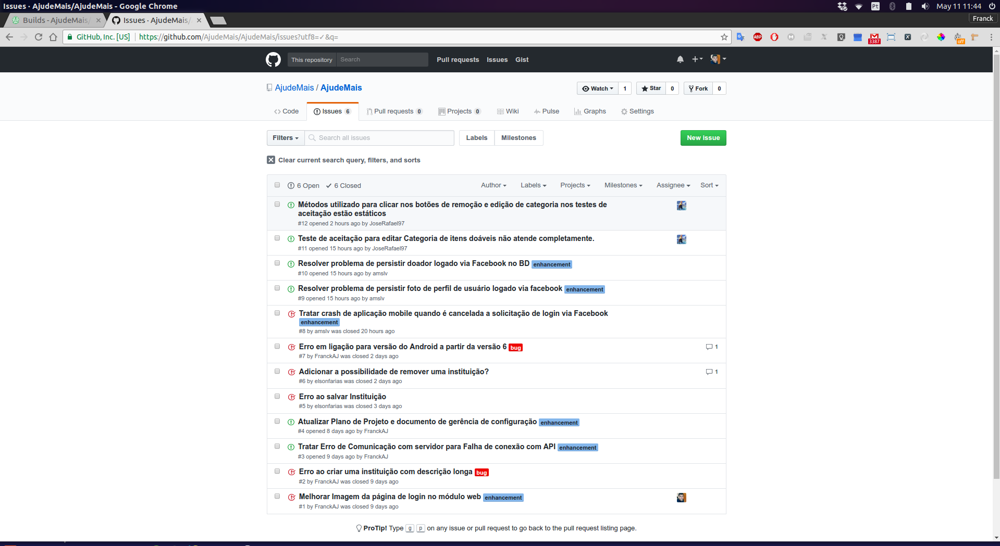 Issues · AjudeMais/AjudeMais - Google Chrome
Pt
May 11 11:44
Builds - AjudeMais/
Issues · AjudeMais/
Franck
GitHub, Inc. [US]
https://github.com/AjudeMais/AjudeMais/issues?utf8=✓&q=
ABP
3387
off
This repository
Search
Pull requests
Issues
Gist
AjudeMais / AjudeMais
Watch 1
Star 0
Fork 0
Code
Issues 6
Pull requests 0
Projects 0
Wiki
Pulse
Graphs
Settings
Filters
Search all issues
Labels
Milestones
New Issue
Clear current search query, filters, and sorts
6 Open
6 Closed
Author
Labels
Projects
Milestones
Assignee
Sort
Métodos utilizado para clicar nos botões de remoção e edição de categoria nos testes de
aceitação estão estáticos
#12 opened 2 hours ago by JoseRafael97
Teste de aceitação para editar Categoria de itens doáveis não atende completamente.
#11 opened 15 hours ago by JoseRafael97
Resolver problema de persistir doador logado via Facebook no BD enhancement
#10 opened 15 hours ago by amslv
Resolver problema de persistir foto de perfil de usuário logado via facebook enhancement
#9 opened 15 hours ago by amslv
Tratar crash de aplicação mobile quando é cancelada a solicitação de login via Facebook
enhancement
#8 by amslv was closed 20 hours ago
Erro em ligação para versão do Android a partir da versão 6 bug
1
#7 by FranckAJ was closed 2 days ago
Adicionar a possibilidade de remover uma instituição?
1
#6 by elsonfarias was closed 2 days ago
Erro ao salvar Instituição
#5 by elsonfarias was closed 3 days ago
Atualizar Plano de Projeto e documento de gerência de configuração enhancement
#4 opened 8 days ago by FranckAJ
Tratar Erro de Comunicação com servidor para Falha de conexão com API enhancement
#3 opened 9 days ago by FranckAJ
Erro ao criar uma instituição com descrição longa bug
#2 by FranckAJ was closed 9 days ago
Melhorar Imagem da página de login no módulo web enhancement
#1 by FranckAJ was closed 9 days ago
ProTip! Type g p on any issue or pull request to go back to the pull request listing page.